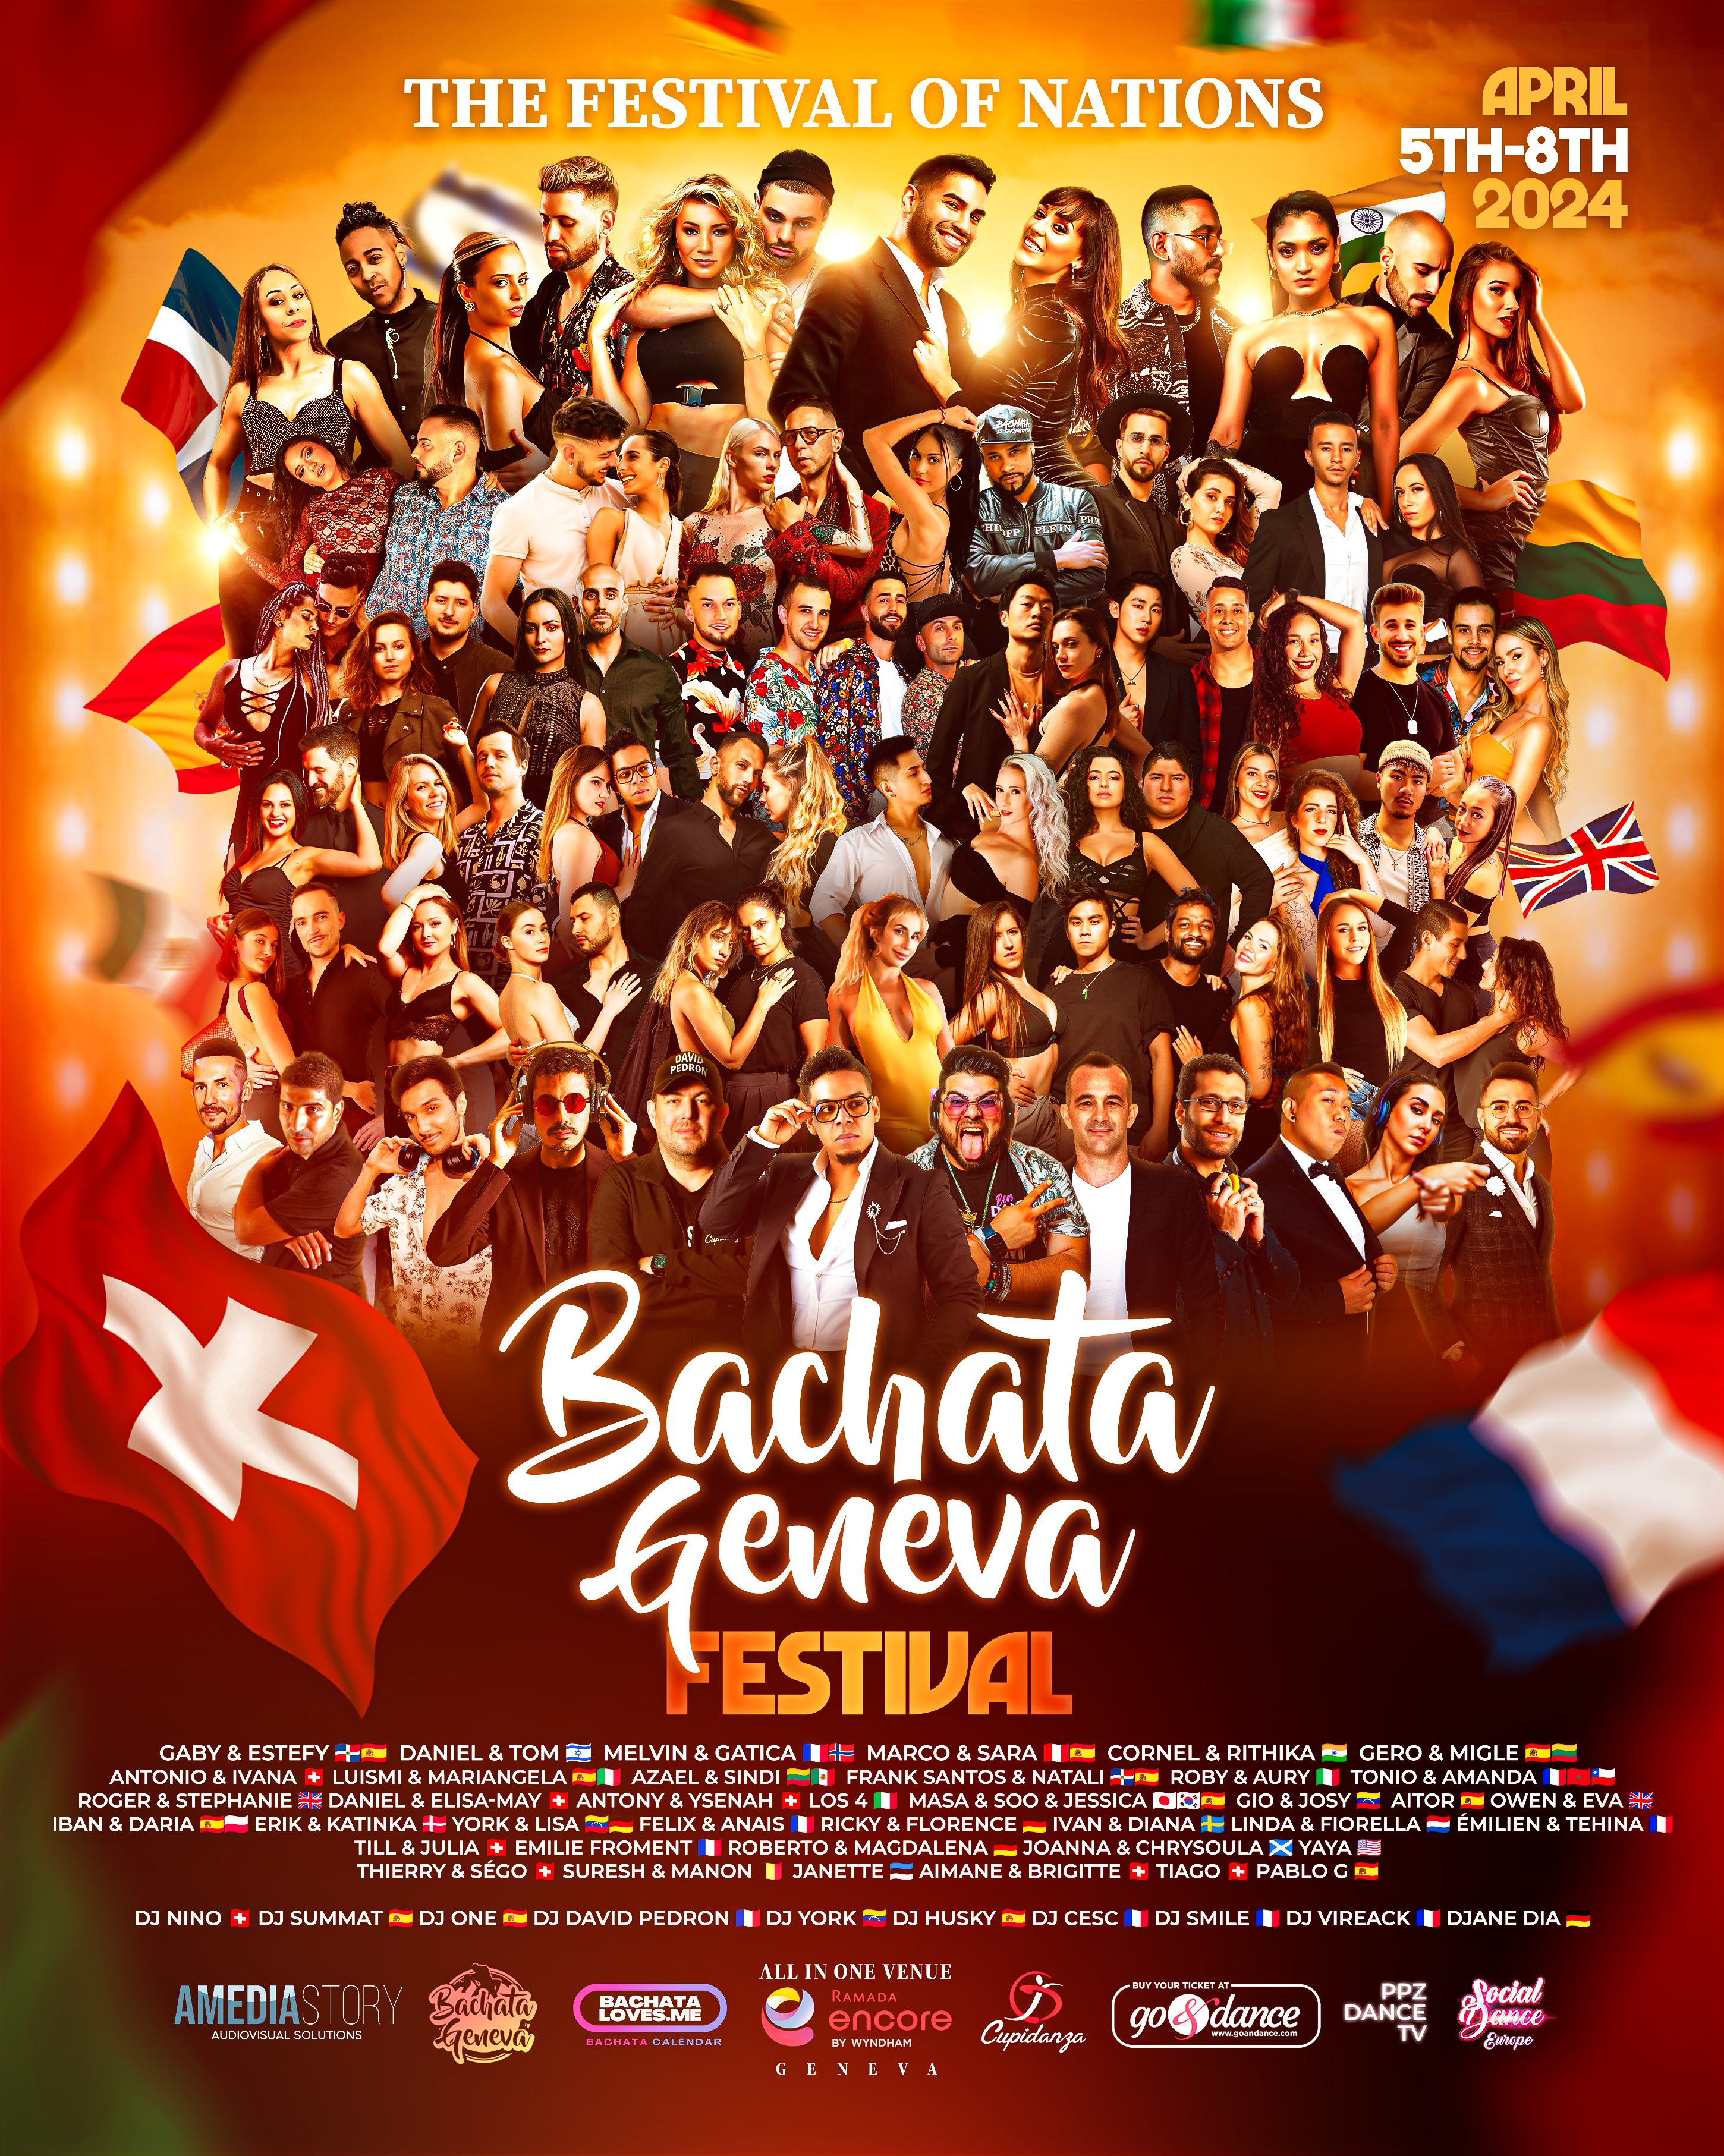 THE FESTIVAL OF NATIONS
APRIL
5TH-8TH
2024
BACHATA
PHILIPP PLEIN
DAVID
PEDRON
Bachata
Geneva
FESTIVAL
GABY & ESTEFY DANIEL & TOM MELVIN & GATICA MARCO & SARA CORNEL & RITHIKA GERO & MIGLE
ANTONIO & IVANA LUISMI & MARIANGELA AZAEL & SINDI FRANK SANTOS & NATALI ROBY & AURY TONIO & AMANDA
ROGER & STEPHANIE DANIEL & ELISA-MAY ANTONY & YSENAH LOS 4 MASA & SOO & JESSICA GIO & JOSY AITOR OWEN & EVA
IBAN & DARIA ERIK & KATINKA YORK & LISA FELIX & ANAIS RICKY & FLORENCE IVAN & DIANA LINDA & FIORELLA ÉMILIEN & TEHINA
TILL & JULIA EMILIE FROMENT ROBERTO & MAGDALENA JOANNA & CHRYSOULA YAYA
THIERRY & SÉGO SURESH & MANON JANETTE AIMANE & BRIGITTE TIAGO PABLO G
DJ NINO DJ SUMMAT DJ ONE DJ DAVID PEDRON DJ YORK DJ HUSKY DJ CESC DJ SMILE DJ VIREACK DJANE DIA
AMEDIASTORY
AUDIOVISUAL SOLUTIONS
Bachata
Geneva
BACHATA
LOVES.ME
BACHATA CALENDAR
ALL IN ONE VENUE
RAMADA
encore
BY WYNDHAM
GENEVA
Cupidanza
BUY YOUR TICKET AT
go&dance
www.goandance.com
PPZ
DANCE
TV
Social
Dance
Europe